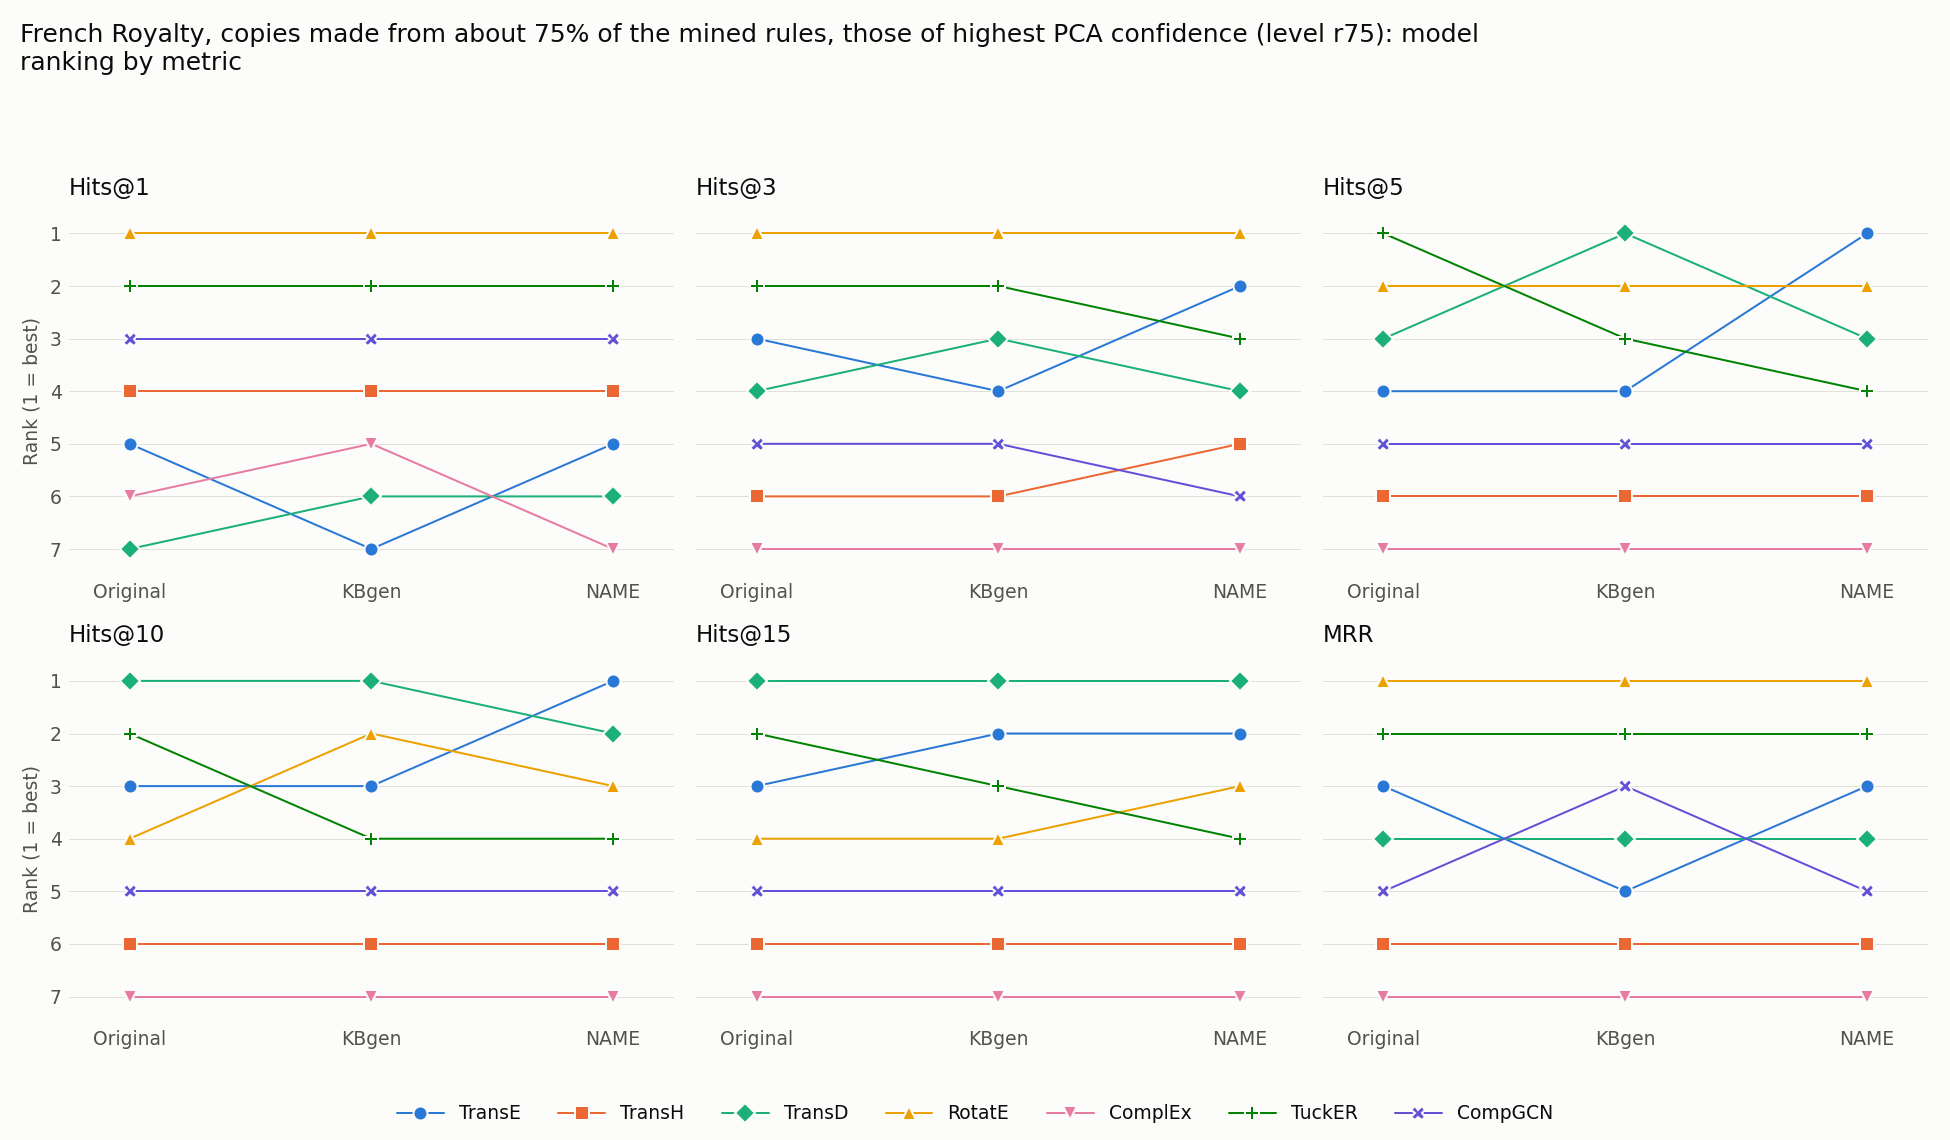 French Royalty, copies made from about 75% of the mined rules, those of highest PCA confidence (level r75): model
ranking by metric
Hits@1
Hits@3
Hits@5
Rank (1 = best)
1
2
3
4
5
6
7
Original
KBgen
NAME
Original
KBgen
NAME
Original
KBgen
NAME
Hits@10
Hits@15
MRR
Rank (1 = best)
1
2
3
4
5
6
7
Original
KBgen
NAME
Original
KBgen
NAME
Original
KBgen
NAME
TransE
TransH
TransD
RotatE
ComplEx
TuckER
CompGCN